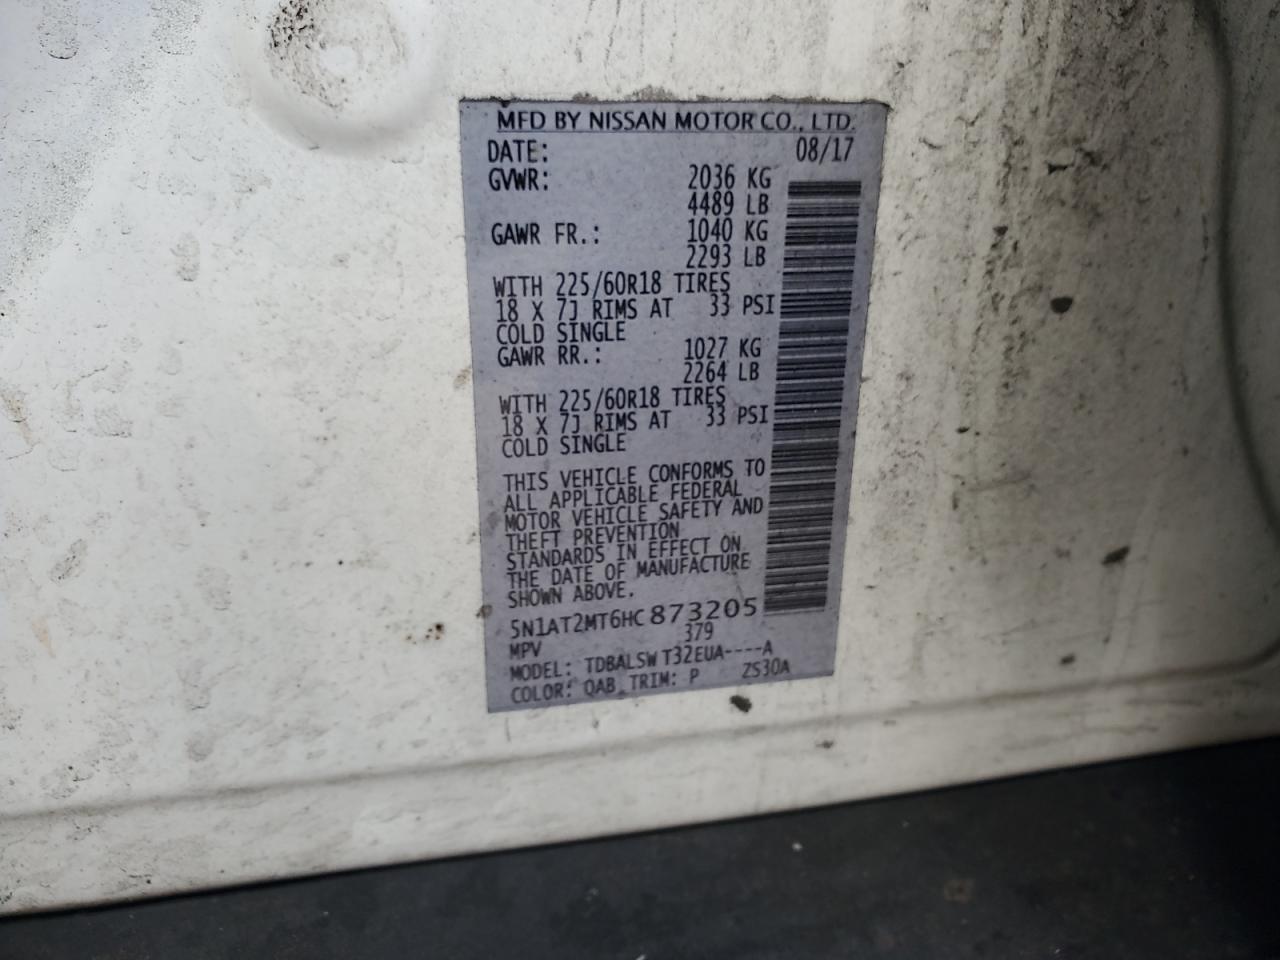 MFD BY NISSAN MOTOR CO., LTD.
DATE: 08/17
GVWR: 2036 KG
4489 LB
GAWR FR.: 1040 KG
2293 LB
WITH 225/60R18 TIRES
18 X 7J RIMS AT 33 PSI
COLD SINGLE
GAWR RR.: 1027 KG
2264 LB
WITH 225/60R18 TIRES
18 X 7J RIMS AT 33 PSI
COLD SINGLE
THIS VEHICLE CONFORMS TO
ALL APPLICABLE FEDERAL
MOTOR VEHICLE SAFETY AND
THEFT PREVENTION
STANDARDS IN EFFECT ON
THE DATE OF MANUFACTURE
SHOWN ABOVE.
5N1AT2MT6HC873205
MPV 379
MODEL: TDBALSW T32EUA----A
COLOR: QAB TRIM: P ZS30A